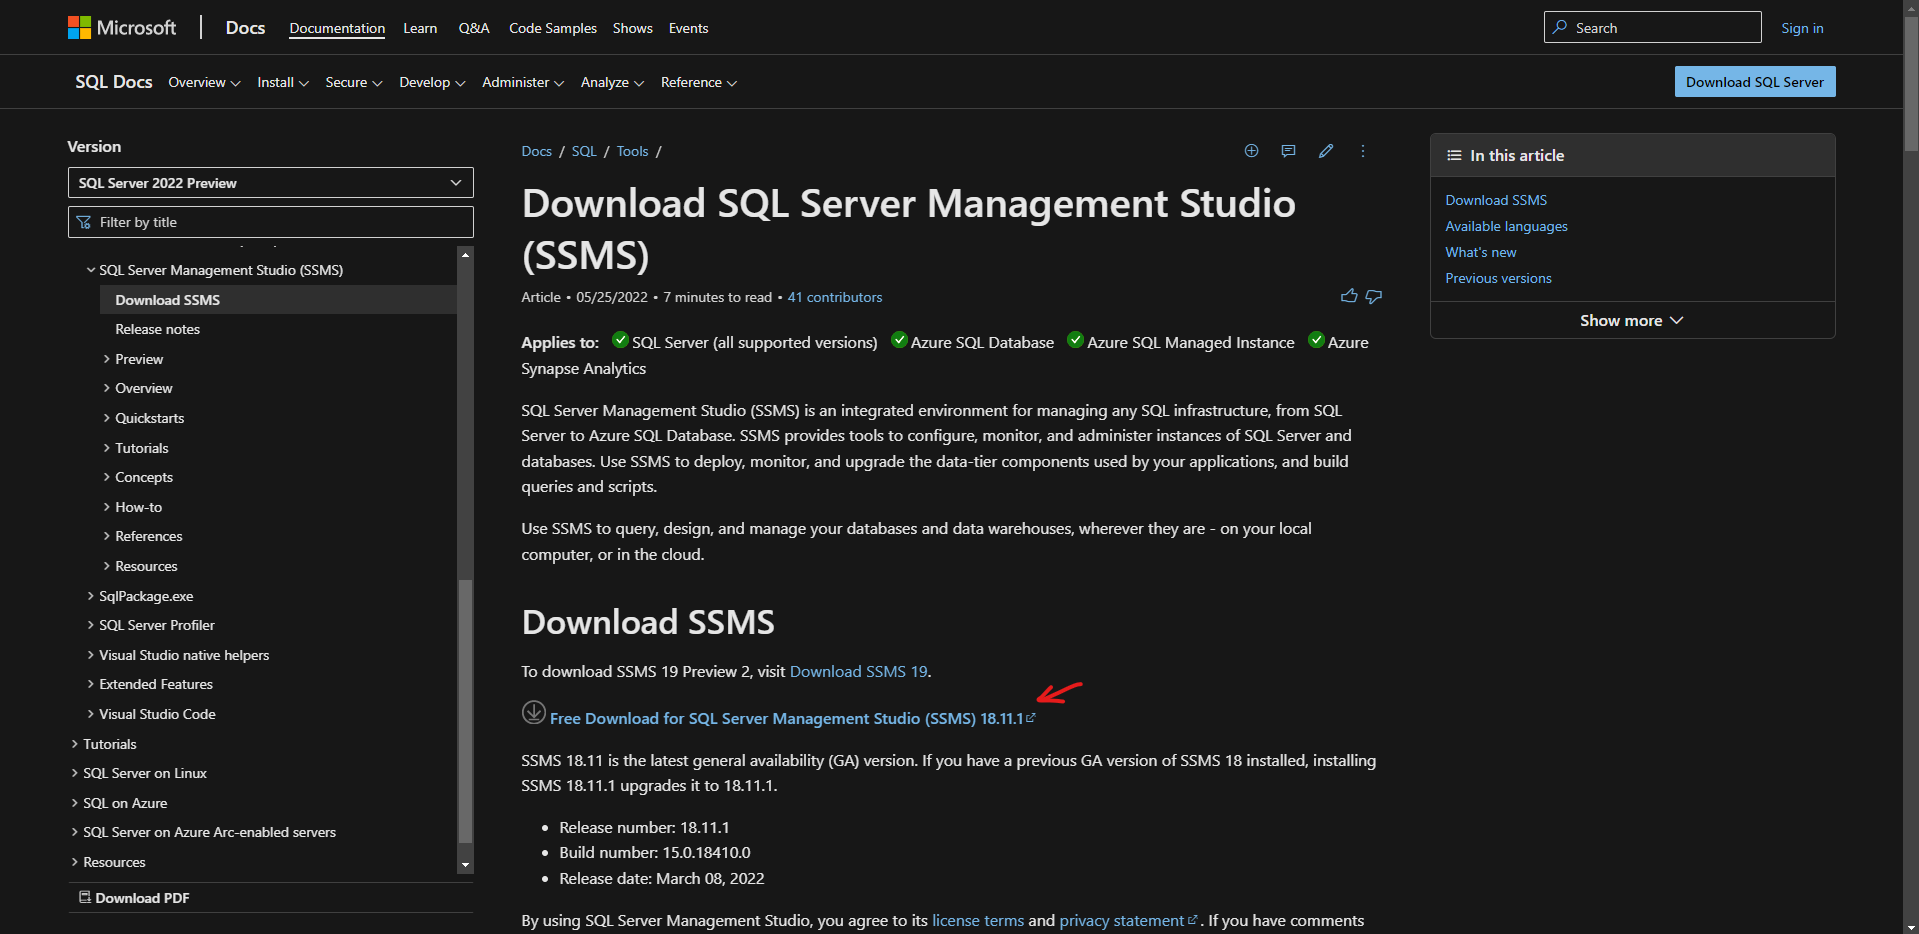 Microsoft Docs Documentation Learn Q&A Code Samples Shows Events Search Sign in
SQL Docs Overview Install Secure Develop Administer Analyze Reference Download SQL Server
Version
SQL Server 2022 Preview
Filter by title
SQL Server Management Studio (SSMS)
Download SSMS
Release notes
Preview
Overview
Quickstarts
Tutorials
Concepts
How-to
References
Resources
SqlPackage.exe
SQL Server Profiler
Visual Studio native helpers
Extended Features
Visual Studio Code
Tutorials
SQL Server on Linux
SQL on Azure
SQL Server on Azure Arc-enabled servers
Resources
Download PDF
Docs / SQL / Tools /
Download SQL Server Management Studio
(SSMS)
Article • 05/25/2022 • 7 minutes to read • 41 contributors
Applies to: SQL Server (all supported versions) Azure SQL Database Azure SQL Managed Instance Azure
Synapse Analytics
SQL Server Management Studio (SSMS) is an integrated environment for managing any SQL infrastructure, from SQL
Server to Azure SQL Database. SSMS provides tools to configure, monitor, and administer instances of SQL Server and
databases. Use SSMS to deploy, monitor, and upgrade the data-tier components used by your applications, and build
queries and scripts.
Use SSMS to query, design, and manage your databases and data warehouses, wherever they are - on your local
computer, or in the cloud.
Download SSMS
To download SSMS 19 Preview 2, visit Download SSMS 19.
Free Download for SQL Server Management Studio (SSMS) 18.11.1
SSMS 18.11 is the latest general availability (GA) version. If you have a previous GA version of SSMS 18 installed, installing
SSMS 18.11.1 upgrades it to 18.11.1.
• Release number: 18.11.1
• Build number: 15.0.18410.0
• Release date: March 08, 2022
By using SQL Server Management Studio, you agree to its license terms and privacy statement. If you have comments
In this article
Download SSMS
Available languages
What's new
Previous versions
Show more